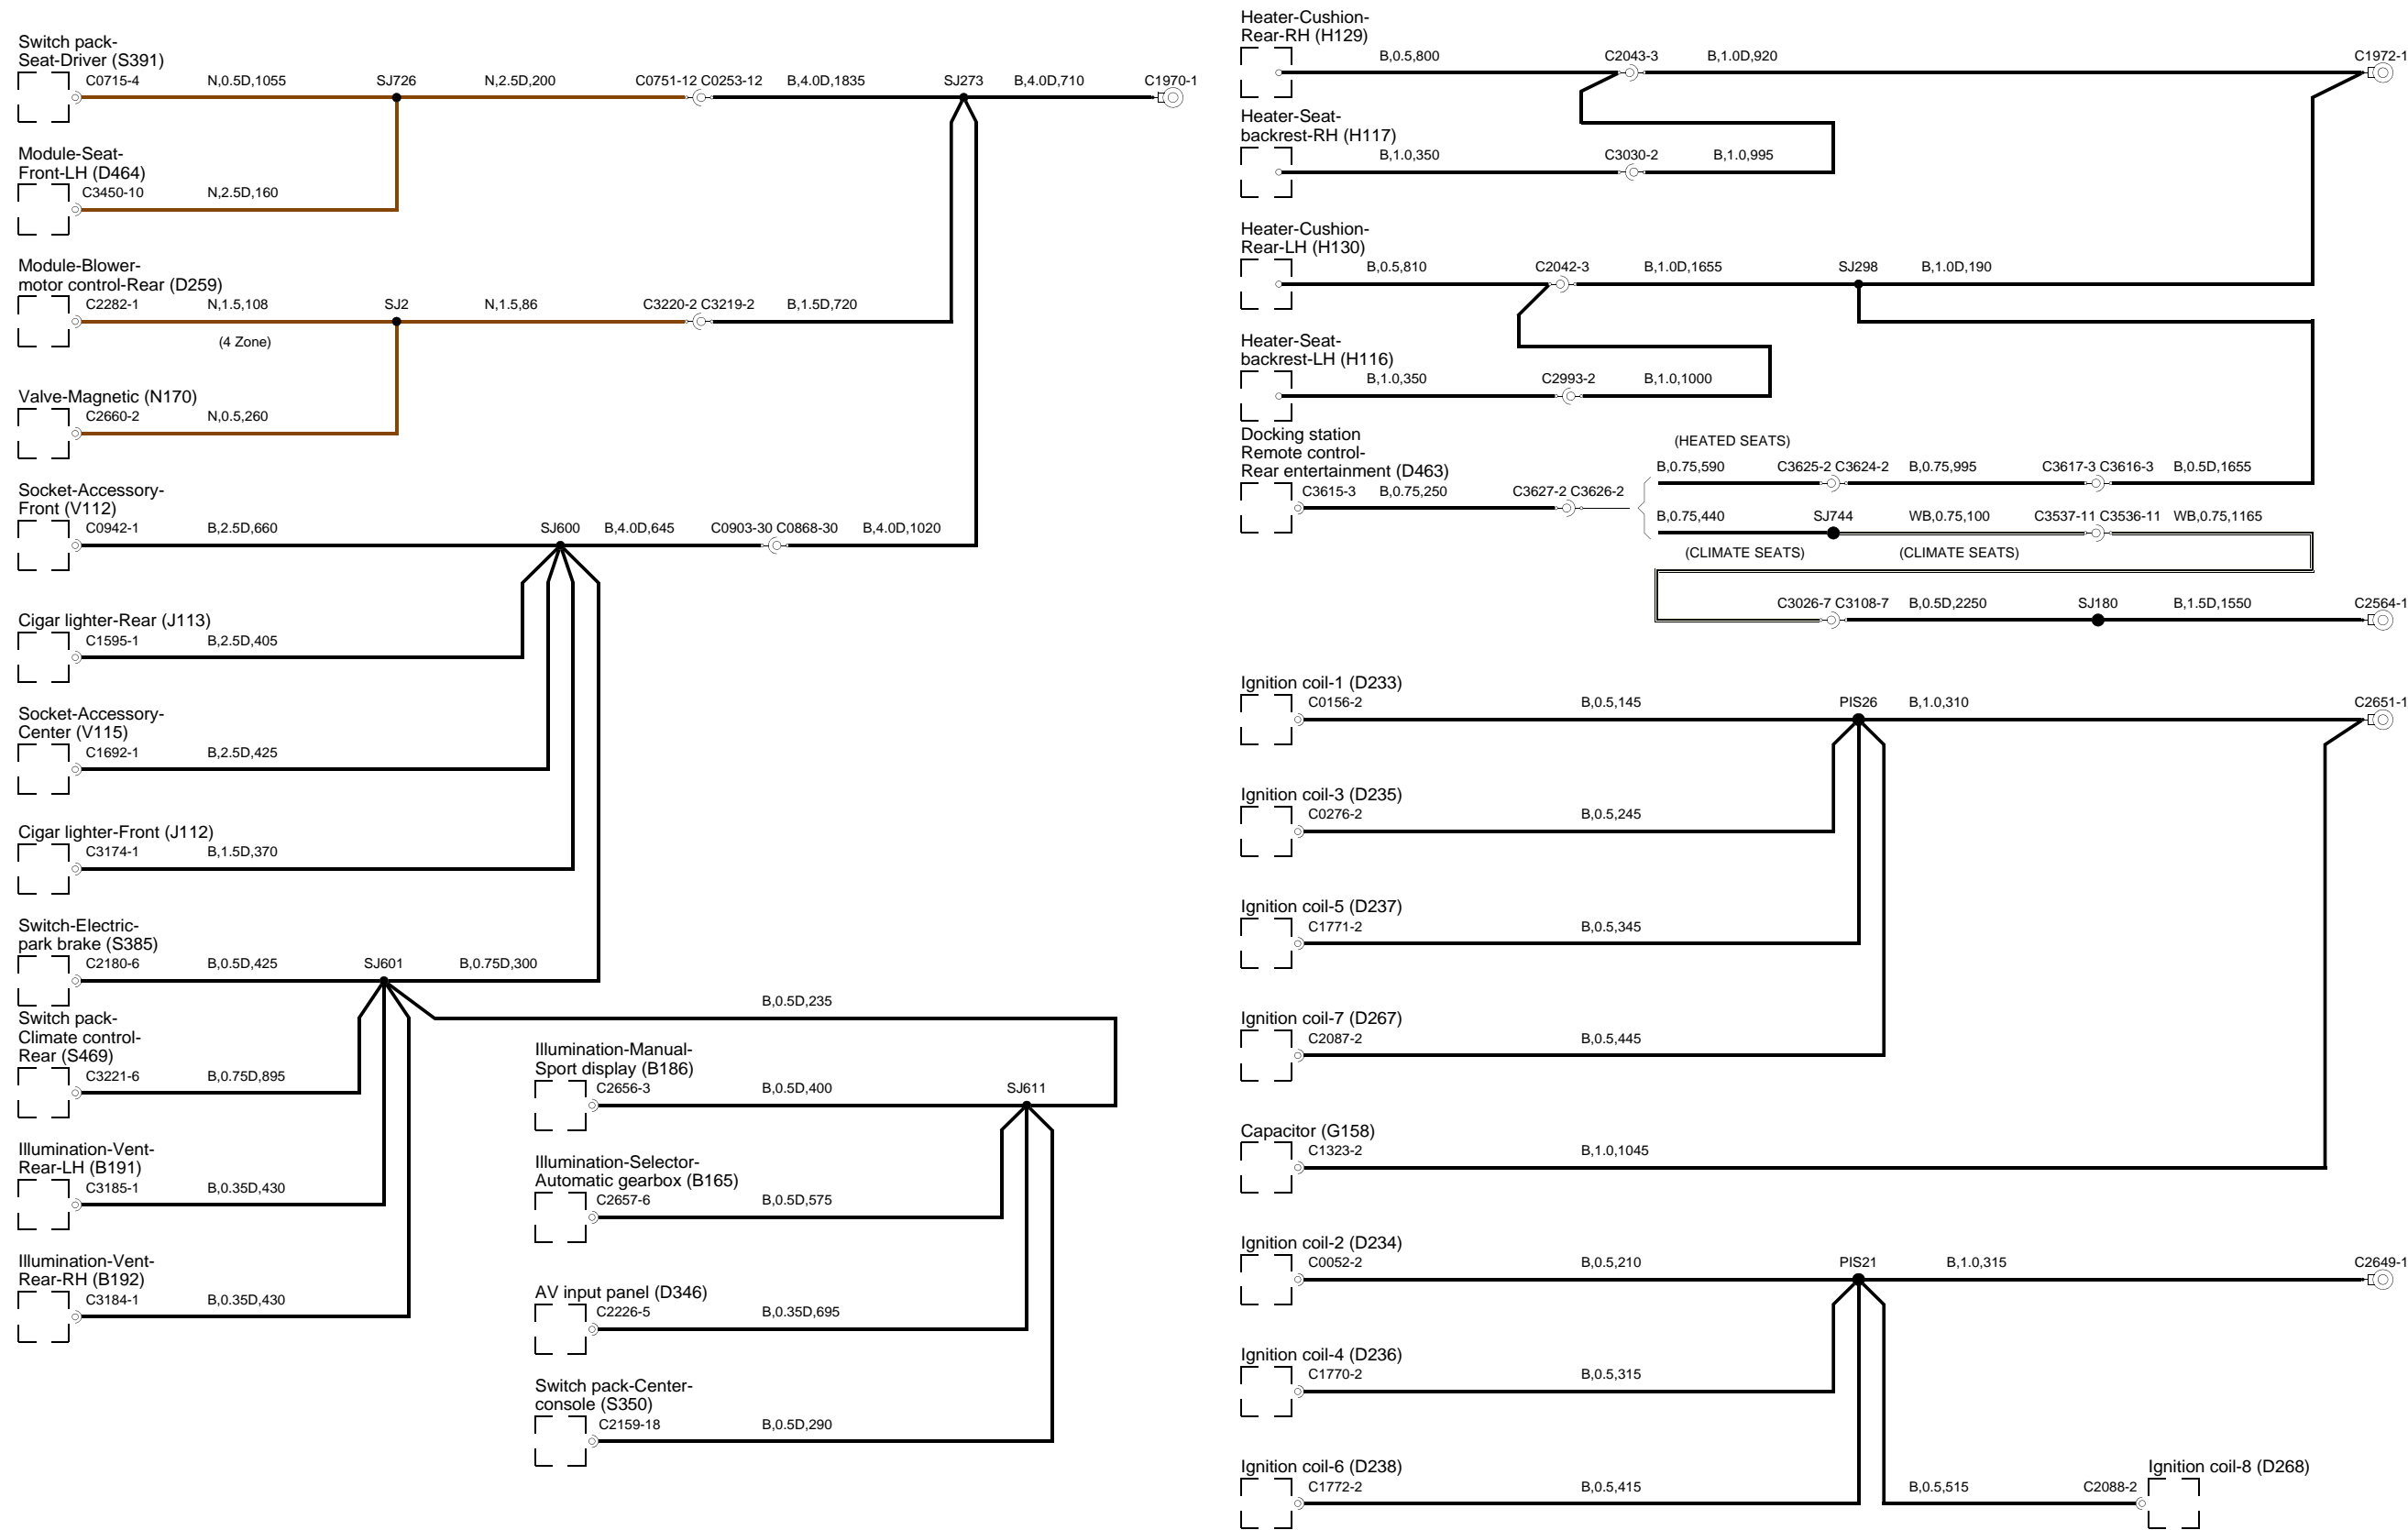 Switch pack-
Seat-Driver (S391)
C0715-4 N,0.5D,1055 SJ726 N,2.5D,200 C0751-12 C0253-12 B,4.0D,1835 SJ273 B,4.0D,710 C1970-1
Module-Seat-
Front-LH (D464)
C3450-10 N,2.5D,160
Module-Blower-
motor control-Rear (D259)
C2282-1 N,1.5,108 SJ2 N,1.5,86 C3220-2 C3219-2 B,1.5D,720
(4 Zone)
Valve-Magnetic (N170)
C2660-2 N,0.5,260
Socket-Accessory-
Front (V112)
C0942-1 B,2.5D,660 SJ600 B,4.0D,645 C0903-30 C0868-30 B,4.0D,1020
Cigar lighter-Rear (J113)
C1595-1 B,2.5D,405
Socket-Accessory-
Center (V115)
C1692-1 B,2.5D,425
Cigar lighter-Front (J112)
C3174-1 B,1.5D,370
Switch-Electric-
park brake (S385)
C2180-6 B,0.5D,425 SJ601 B,0.75D,300
B,0.5D,235
Switch pack-
Climate control-
Rear (S469)
C3221-6 B,0.75D,895
Illumination-Vent-
Rear-LH (B191)
C3185-1 B,0.35D,430
Illumination-Vent-
Rear-RH (B192)
C3184-1 B,0.35D,430
Illumination-Manual-
Sport display (B186)
C2656-3 B,0.5D,400 SJ611
Illumination-Selector-
Automatic gearbox (B165)
C2657-6 B,0.5D,575
AV input panel (D346)
C2226-5 B,0.35D,695
Switch pack-Center-
console (S350)
C2159-18 B,0.5D,290
Heater-Cushion-
Rear-RH (H129)
B,0.5,800 C2043-3 B,1.0D,920 C1972-1
Heater-Seat-
backrest-RH (H117)
B,1.0,350 C3030-2 B,1.0,995
Heater-Cushion-
Rear-LH (H130)
B,0.5,810 C2042-3 B,1.0D,1655 SJ298 B,1.0D,190
Heater-Seat-
backrest-LH (H116)
B,1.0,350 C2993-2 B,1.0,1000
Docking station
Remote control-
Rear entertainment (D463)
(HEATED SEATS)
B,0.75,590 C3625-2 C3624-2 B,0.75,995 C3617-3 C3616-3 B,0.5D,1655
C3615-3 B,0.75,250 C3627-2 C3626-2
B,0.75,440 SJ744 WB,0.75,100 C3537-11 C3536-11 WB,0.75,1165
(CLIMATE SEATS) (CLIMATE SEATS)
C3026-7 C3108-7 B,0.5D,2250 SJ180 B,1.5D,1550 C2564-1
Ignition coil-1 (D233)
C0156-2 B,0.5,145 PIS26 B,1.0,310 C2651-1
Ignition coil-3 (D235)
C0276-2 B,0.5,245
Ignition coil-5 (D237)
C1771-2 B,0.5,345
Ignition coil-7 (D267)
C2087-2 B,0.5,445
Capacitor (G158)
C1323-2 B,1.0,1045
Ignition coil-2 (D234)
C0052-2 B,0.5,210 PIS21 B,1.0,315 C2649-1
Ignition coil-4 (D236)
C1770-2 B,0.5,315
Ignition coil-6 (D238) Ignition coil-8 (D268)
C1772-2 B,0.5,415 B,0.5,515 C2088-2